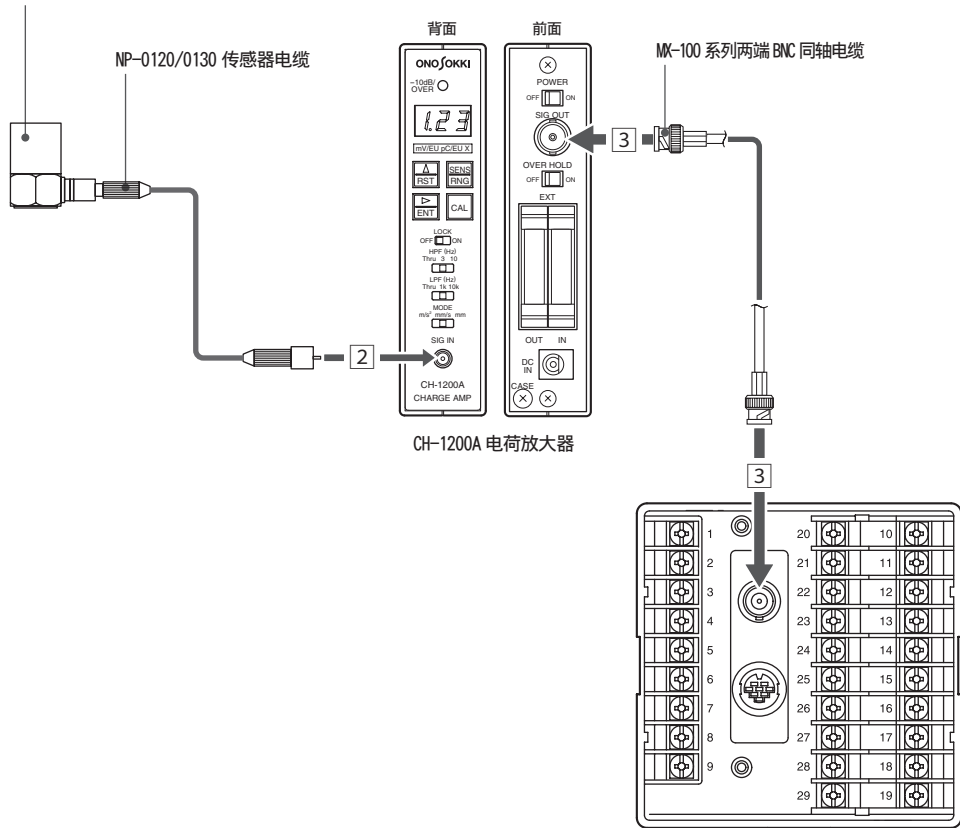 NP-0120/0130 传感器电缆
背面
前面
MX-100 系列两端 BNC 同轴电缆
ONO SOKKI
-10dB/
OVER
1.23
mV/EU pC/EU X
△
RST
SENS
RNG
▷
ENT
CAL
LOCK
OFF ON
HPF (Hz)
Thru 3 10
LPF (Hz)
Thru 1k 10k
MODE
m/s² mm/s mm
SIG IN
CH-1200A
CHARGE AMP
POWER
OFF ON
SIG OUT
OVER HOLD
OFF ON
EXT
OUT IN
DC
IN
CASE
2
3
CH-1200A 电荷放大器
3
1 20 10
2 21 11
3 22 12
4 23 13
5 24 14
6 25 15
7 26 16
8 27 17
9 28 18
29 19